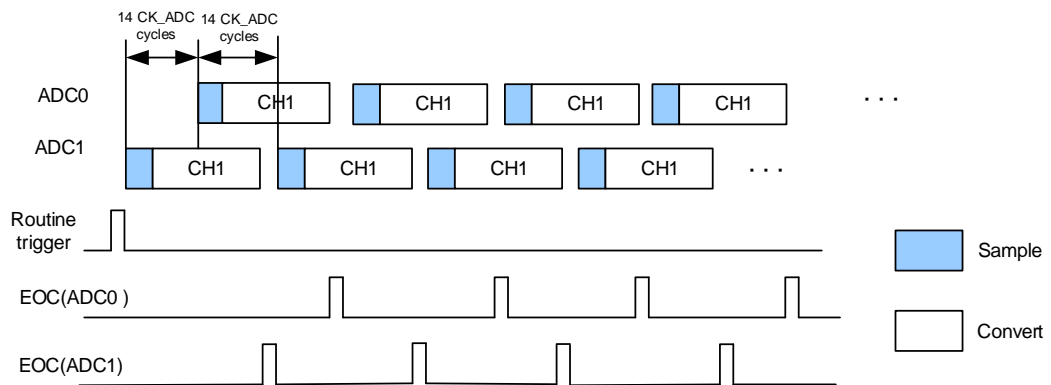 14 CK_ADC
cycles
14 CK_ADC
cycles
ADC0
CH1
CH1
CH1
CH1
. . .
ADC1
CH1
CH1
CH1
CH1
. . .
Routine
trigger
Sample
EOC(ADC0 )
Convert
EOC(ADC1)